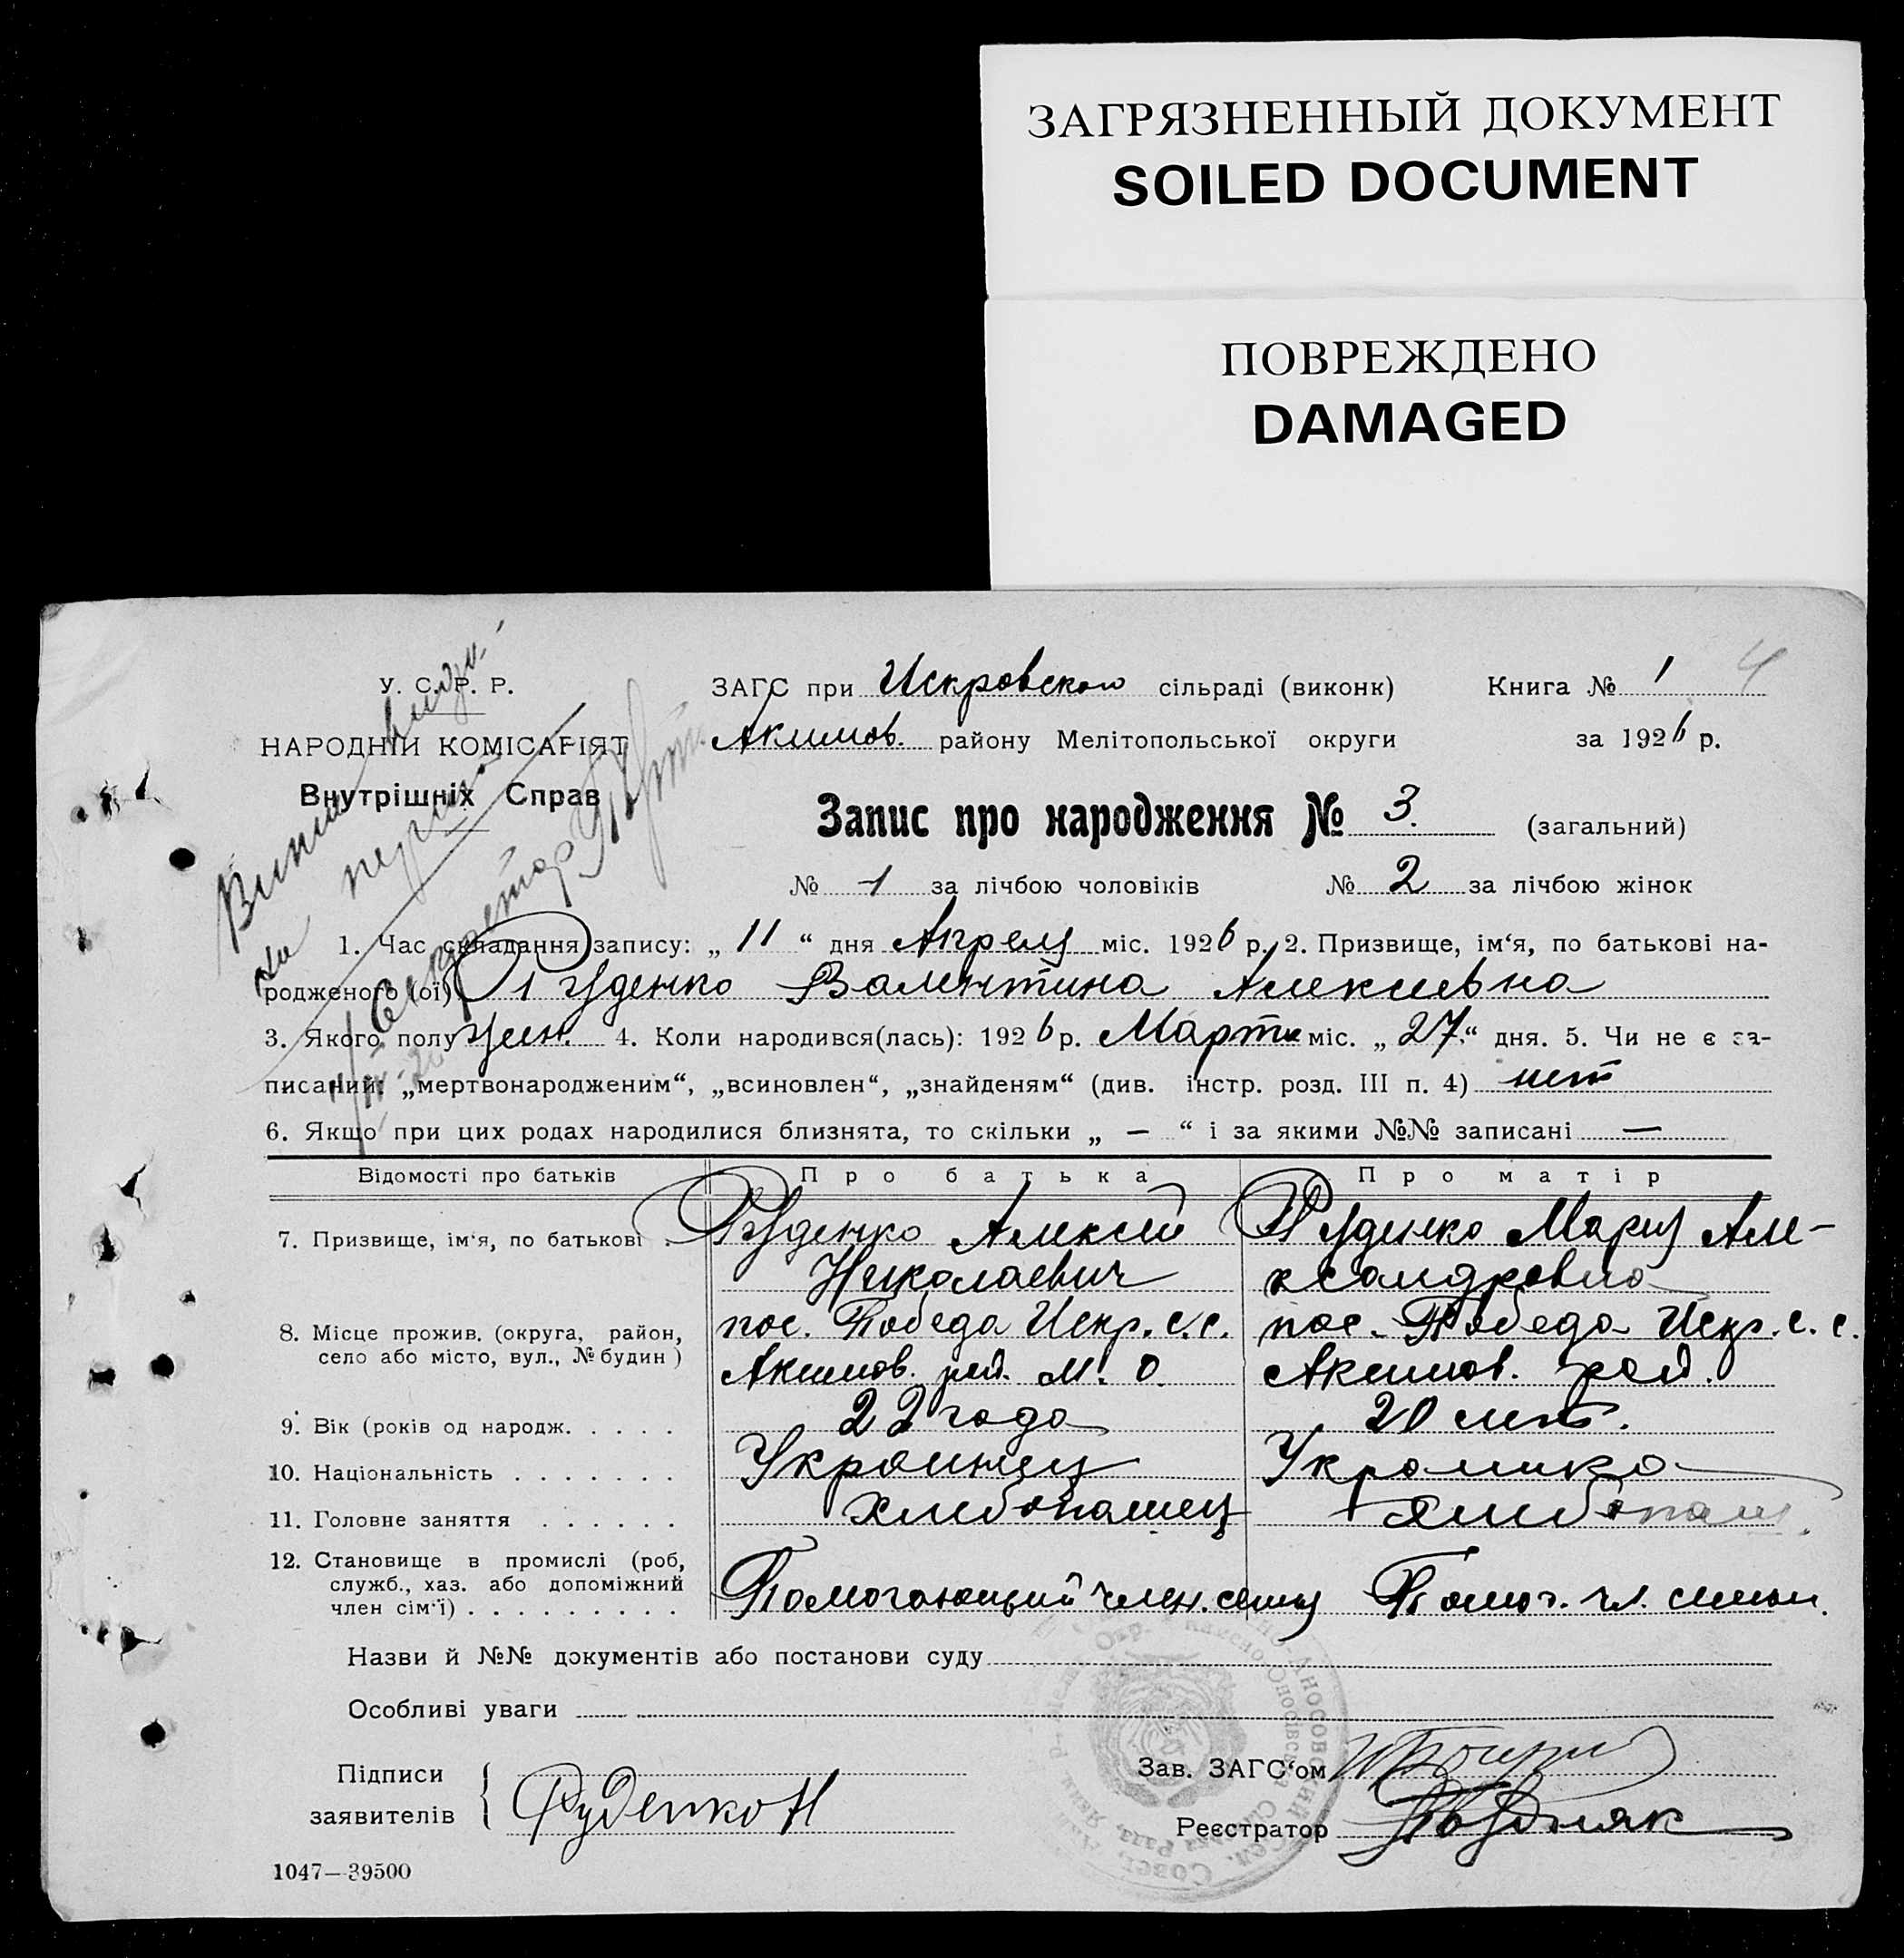 ЗАГРЯЗНЕННЫЙ ДОКУМЕНТ
SOILED DOCUMENT
ПОВРЕЖДЕНО
DAMAGED
У. С. Р. Р.
НАРОДНІЙ КОМІСАРІЯТ
Внутрішніх Справ
ЗАГС при Искровском сільраді (виконк) Книга № 1 4
Акимов. району Мелітопольської округи за 1926 р.
Запис про народження № 3. (загальний)
№ 1 за лічбою чоловіків № 2 за лічбою жінок
1. Час складання запису: „ 11 “ дня Апреля міс. 1926 р. 2. Призвище, ім‘я, по батькові на-
родженого (ої) Руденко Валентина Алексеевна
3. Якого полу жен. 4. Коли народився(лась): 1926 р. Марта міс. „ 27.“ дня. 5. Чи не є за-
писаний: „мертвонародженим“, „всиновлен“, „знайденям“ (див. інстр. розд. III п. 4) нет
6. Якщо при цих родах народилися близнята, то скільки „ — “ і за якими №№ записані —
Відомості про батьків Про батька Про матір
7. Призвище, ім‘я, по батькові . Руденко Алексей Руденко Мария Але-
Николаевич ксандровна
8. Місце прожив. (округа, район, пос. Победа Искр. с.с. пос. Победа Искр. с. с.
село або місто, вул., № будин ) Акимов. рай. М. О. Акимов. рай.
9. Вік (років од народж. . . . . 22 года 20 лет.
10. Національність . . . . . . . Украинец Украинка
11. Головне заняття . . . . . . Хлебопашец Хлебопаш.
12. Становище в промислі (роб,
служб., хаз. або допоміжний
член сім‘ї) . . . . . . . . . Помогающий член. семьи Помог. чл. семьи.
Назви й №№ документів або постанови суду
Особливі уваги
Підписи
заявителів Руденко Н
Зав. ЗАГС‘ом
Реєстратор
1047—39500